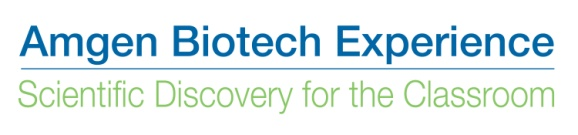 Amgen Biotech Experience
Scientific Discovery for the Classroom